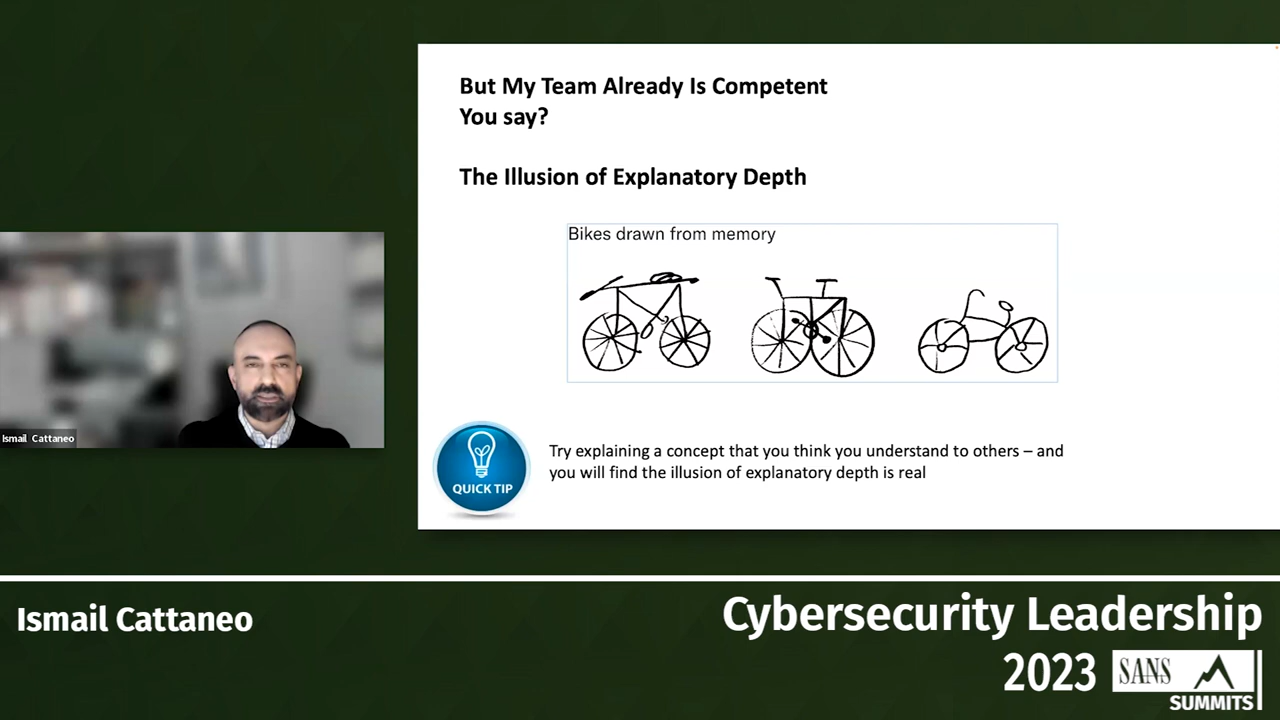 But My Team Already Is Competent
You say?
The Illusion of Explanatory Depth
Bikes drawn from memory
Ismail Cattaneo
QUICK TIP
Try explaining a concept that you think you understand to others – and
you will find the illusion of explanatory depth is real
Ismail Cattaneo
Cybersecurity Leadership
2023
SANS
SUMMITS